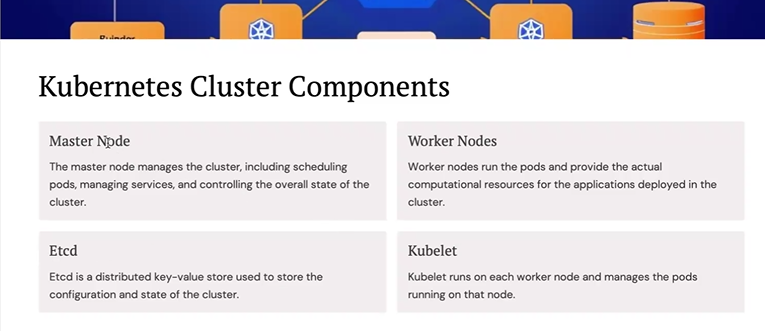 Kubernetes Cluster Components
Master Node
The master node manages the cluster, including scheduling
pods, managing services, and controlling the overall state of the
cluster.
Worker Nodes
Worker nodes run the pods and provide the actual
computational resources for the applications deployed in the
cluster.
Etcd
Etcd is a distributed key-value store used to store the
configuration and state of the cluster.
Kubelet
Kubelet runs on each worker node and manages the pods
running on that node.